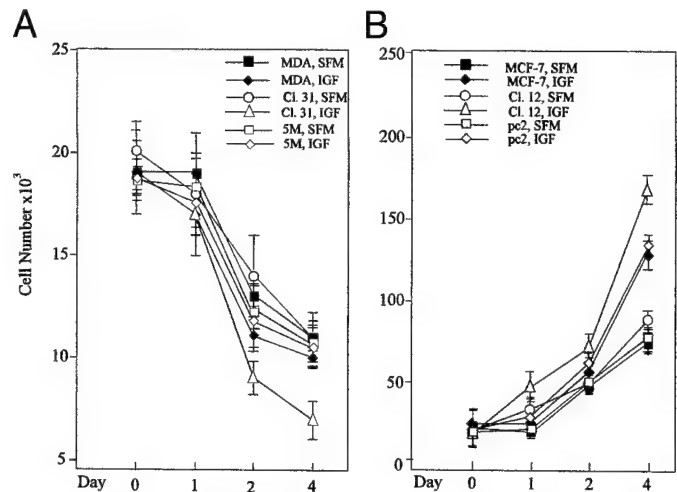 A
B
25
20
15
10
5
Cell Number x10³
MDA, SFM
MDA, IGF
Cl. 31, SFM
Cl. 31, IGF
5M, SFM
5M, IGF
Day 0 1 2 4
250
200
150
100
50
0
MCF-7, SFM
MCF-7, IGF
Cl. 12, SFM
Cl. 12, IGF
pc2, SFM
pc2, IGF
Day 0 1 2 4